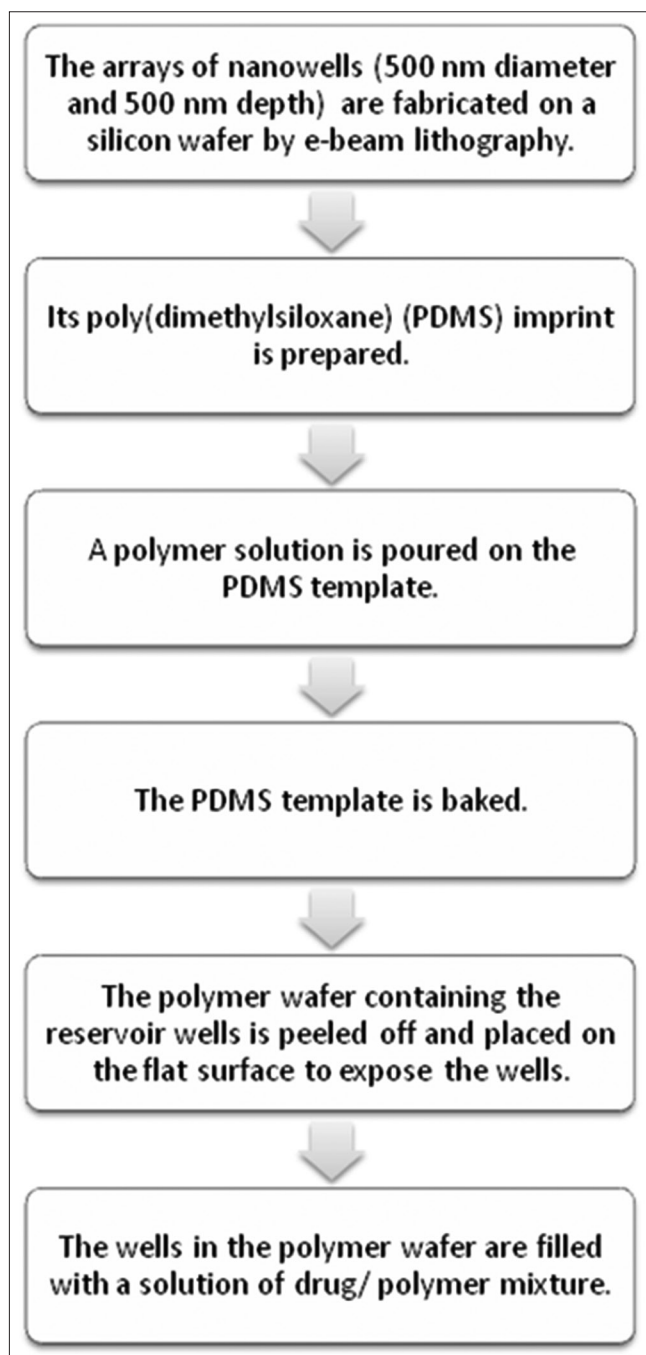 The arrays of nanowells (500 nm diameter
and 500 nm depth)  are fabricated on a
silicon wafer by e-beam lithography.
Its poly(dimethylsiloxane) (PDMS) imprint
is prepared.
A polymer solution is poured on the
PDMS template.
The PDMS template is baked.
The polymer wafer containing the
reservoir wells is peeled off and placed on
the flat surface to expose the wells.
The wells in the polymer wafer are filled
with a solution of drug/ polymer mixture.